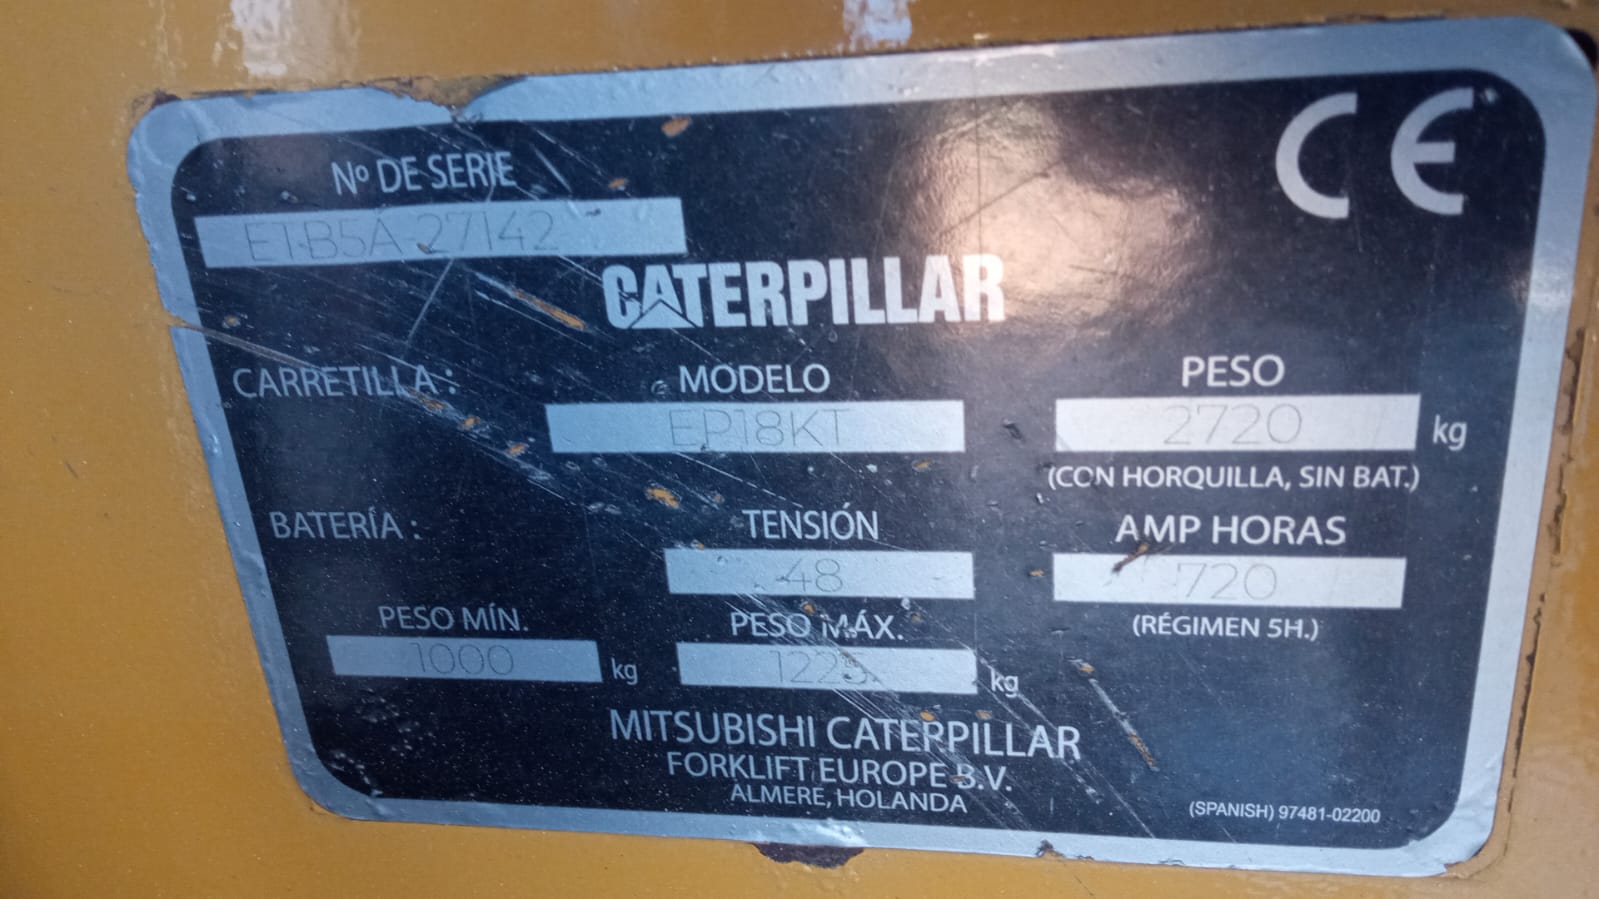 CE
Nº DE SERIE
ETB5A-27142
CATERPILLAR
CARRETILLA: MODELO PESO
EP18KT 2720 kg
(CON HORQUILLA, SIN BAT.)
BATERÍA: TENSIÓN AMP HORAS
48 720
PESO MÍN. PESO MÁX. (RÉGIMEN 5H.)
1000 kg 1225 kg
MITSUBISHI CATERPILLAR
FORKLIFT EUROPE B.V.
ALMERE, HOLANDA
(SPANISH) 97481-02200